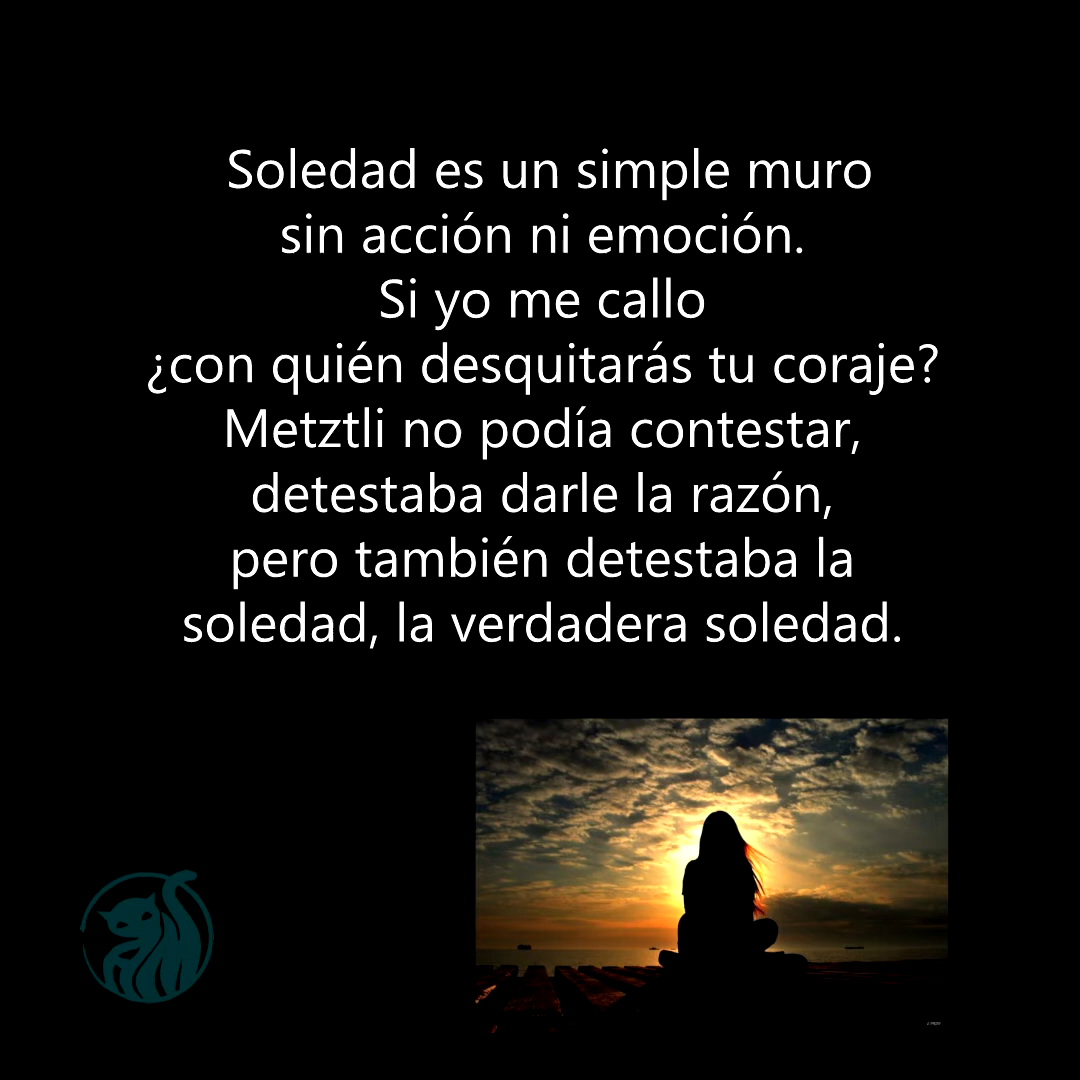 Soledad es un simple muro
sin acción ni emoción.
Si yo me callo
¿con quién desquitarás tu coraje?
Metztli no podía contestar,
detestaba darle la razón,
pero también detestaba la
soledad, la verdadera soledad.